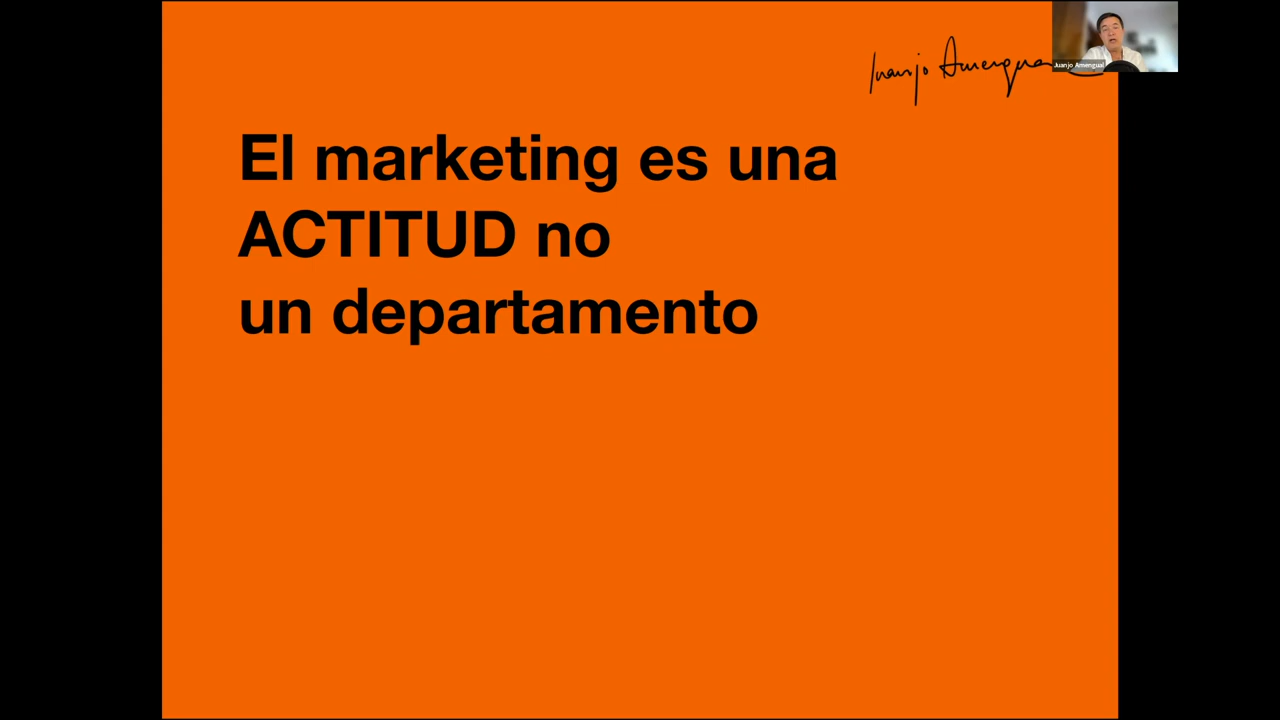 Juanjo Amengual
Juanjo Amengual
El marketing es una
ACTITUD no
un departamento